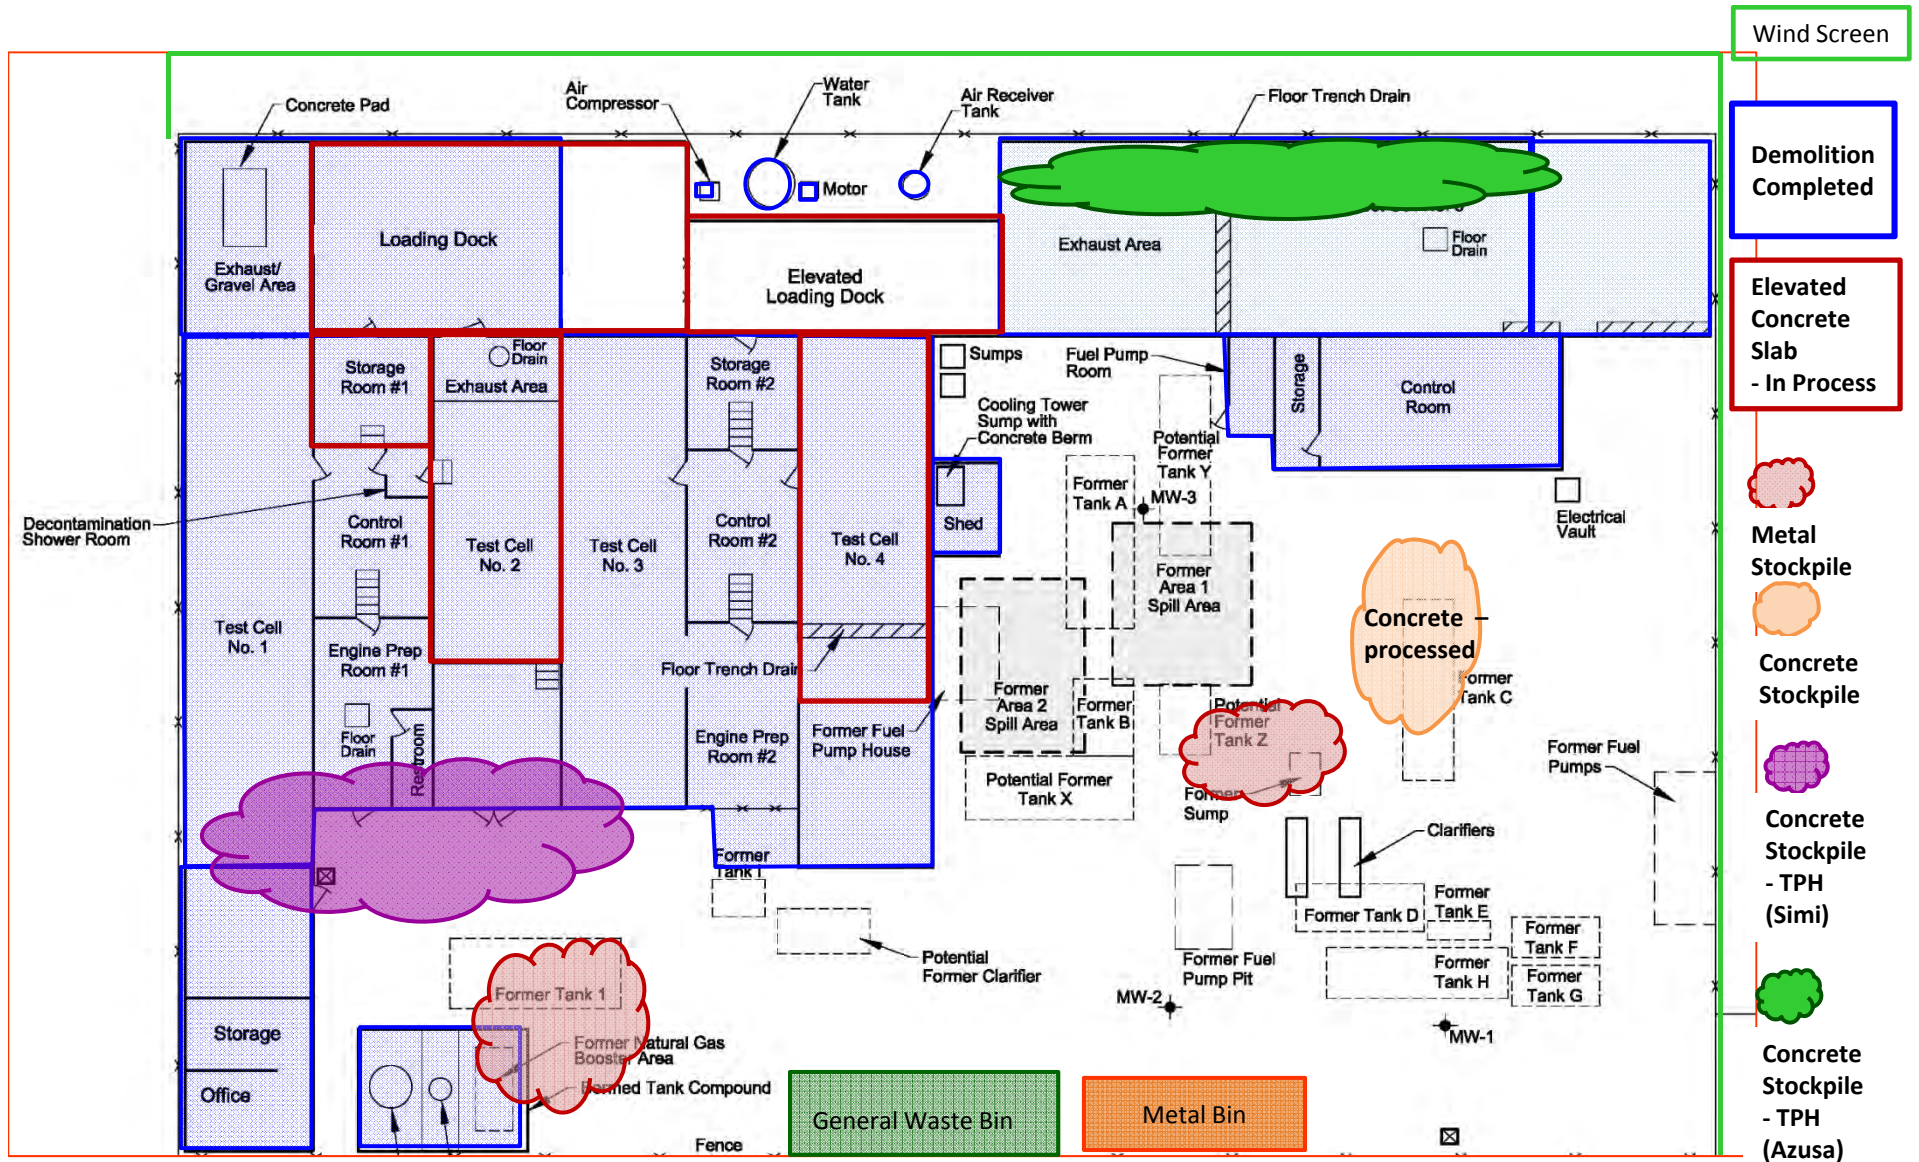 Wind Screen
Concrete Pad
Air
Compressor
Water
Tank
Air Receiver
Tank
Floor Trench Drain
Motor
Demolition
Completed
Loading Dock
Exhaust/
Gravel Area
Elevated
Loading Dock
Exhaust Area
Floor
Drain
Elevated
Concrete
Slab
- In Process
Storage
Room #1
Floor
Drain
Exhaust Area
Storage
Room #2
Sumps
Fuel Pump
Room
Storage
Control
Room
Cooling Tower
Sump with
Concrete Berm
Potential
Former
Tank Y
Former
Tank A
MW-3
Decontamination
Shower Room
Control
Room #1
Test Cell
No. 2
Test Cell
No. 3
Control
Room #2
Test Cell
No. 4
Shed
Electrical
Vault
Metal
Stockpile
Former
Area 1
Spill Area
Test Cell
No. 1
Engine Prep
Room #1
Floor Trench Drain
Concrete –
processed
Concrete
Stockpile
Former
Area 2
Spill Area
Former
Tank B
Potential
Former
Tank Z
Former
Tank C
Floor
Drain
Restroom
Engine Prep
Room #2
Former Fuel
Pump House
Potential Former
Tank X
Former
Sump
Former Fuel
Pumps
Clarifiers
Concrete
Stockpile
- TPH
(Simi)
Former
Tank I
Former Tank D
Former
Tank E
Former
Tank F
Former
Tank H
Former
Tank G
Potential
Former Clarifier
Former Fuel
Pump Pit
Former Tank 1
MW-2
MW-1
Storage
Office
Former Natural Gas
Booster Area
Bermed Tank Compound
General Waste Bin
Metal Bin
Fence
Concrete
Stockpile
- TPH
(Azusa)